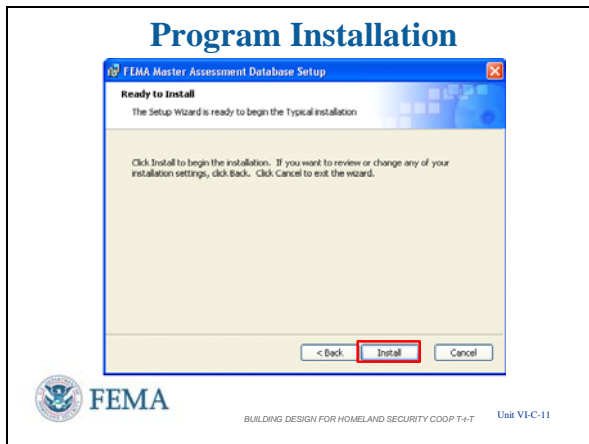 Program Installation
FEMA Master Assessment Database Setup
Ready to Install
The Setup Wizard is ready to begin the Typical installation
Click Install to begin the installation. If you want to review or change any of your
installation settings, click Back. Click Cancel to exit the wizard.
< Back
Install
Cancel
FEMA
BUILDING DESIGN FOR HOMELAND SECURITY COOP T-t-T
Unit VI-C-11